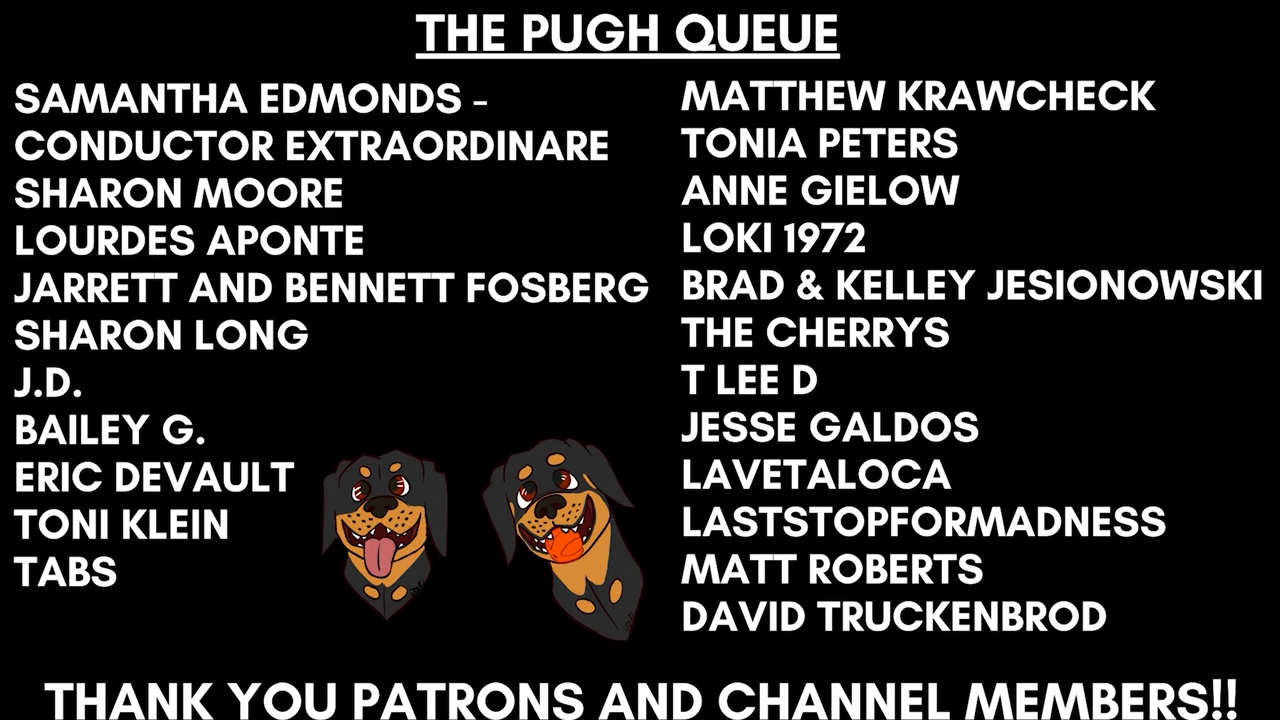 THE PUGH QUEUE
SAMANTHA EDMONDS -
CONDUCTOR EXTRAORDINARE
SHARON MOORE
LOURDES APONTE
JARRETT AND BENNETT FOSBERG
SHARON LONG
J.D.
BAILEY G.
ERIC DEVAULT
TONI KLEIN
TABS
MATTHEW KRAWCHECK
TONIA PETERS
ANNE GIELOW
LOKI 1972
BRAD & KELLEY JESIONOWSKI
THE CHERRYS
T LEE D
JESSE GALDOS
LAVETALOCA
LASTSTOPFORMADNESS
MATT ROBERTS
DAVID TRUCKENBROD
THANK YOU PATRONS AND CHANNEL MEMBERS!!